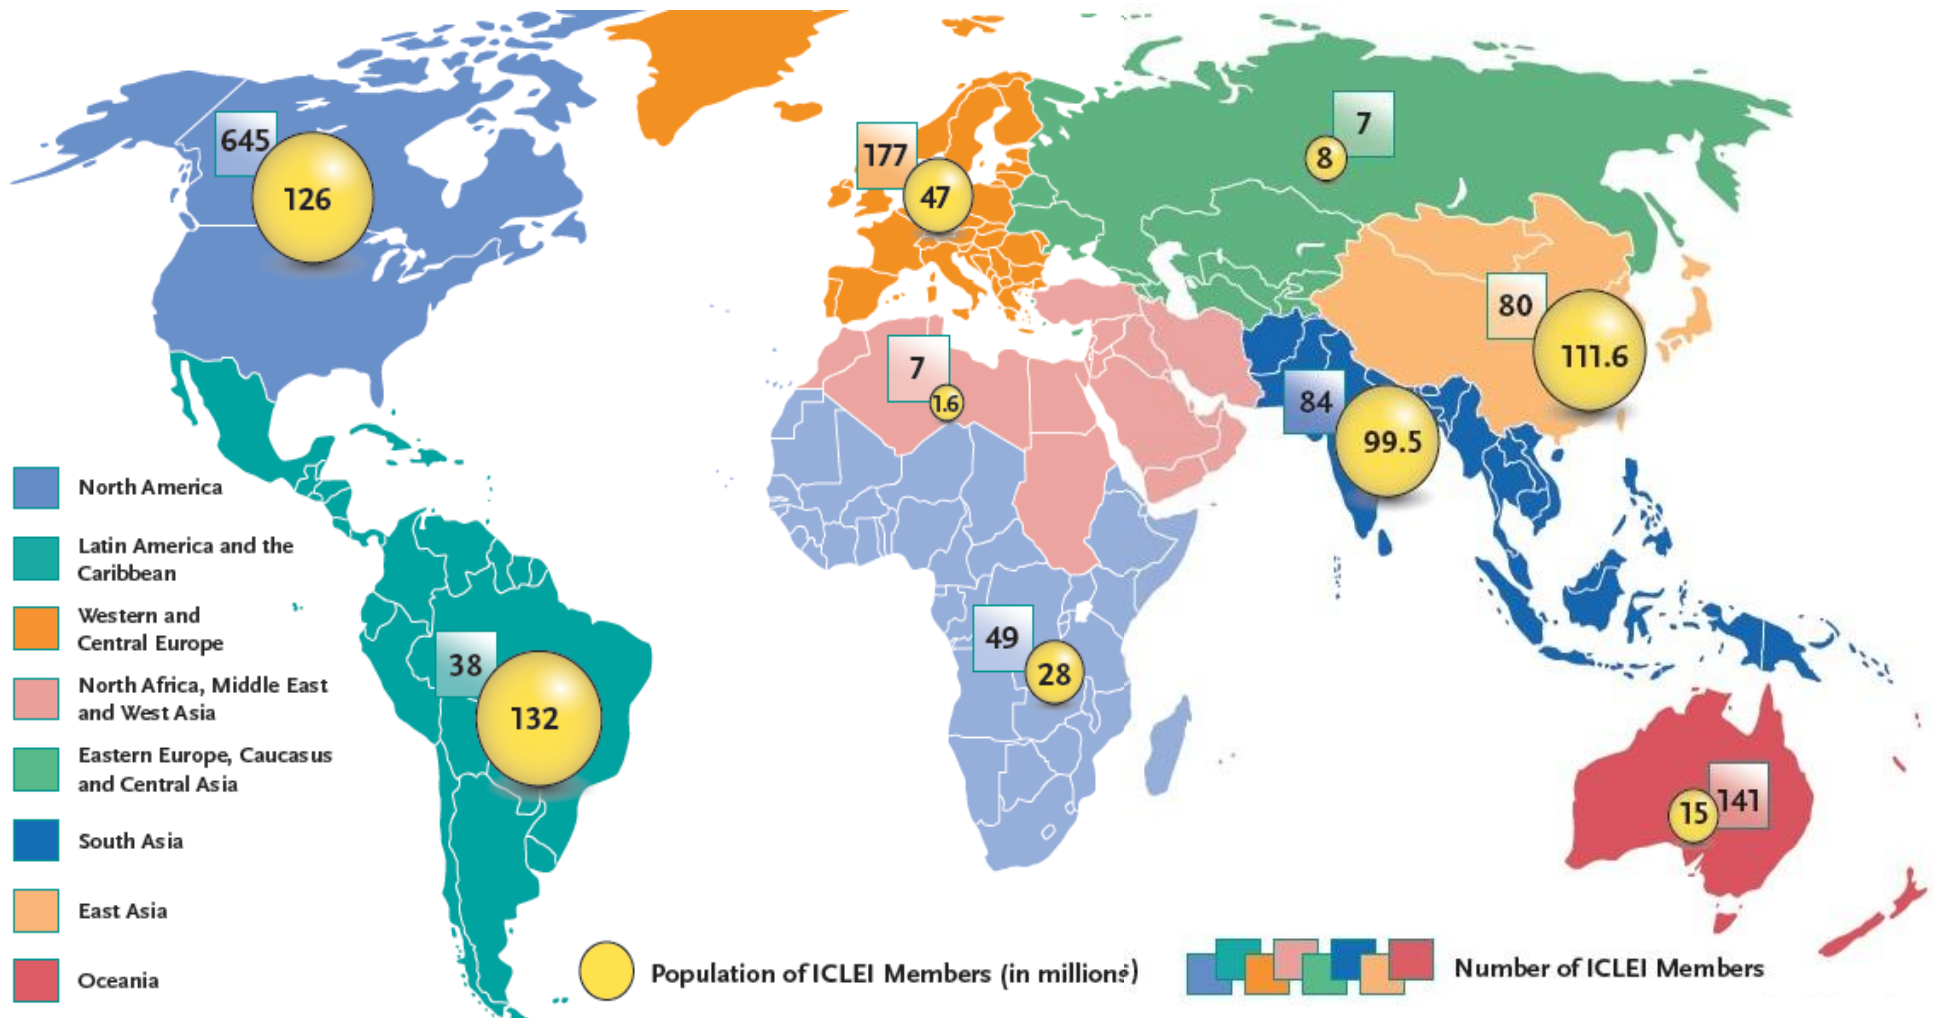 645
126
177
47
7
8
80
111.6
7
1.6
84
99.5
49
28
38
132
141
15
North America
Latin America and the
Caribbean
Western and
Central Europe
North Africa, Middle East
and West Asia
Eastern Europe, Caucasus
and Central Asia
South Asia
East Asia
Oceania
Population of ICLEI Members (in millions)
Number of ICLEI Members